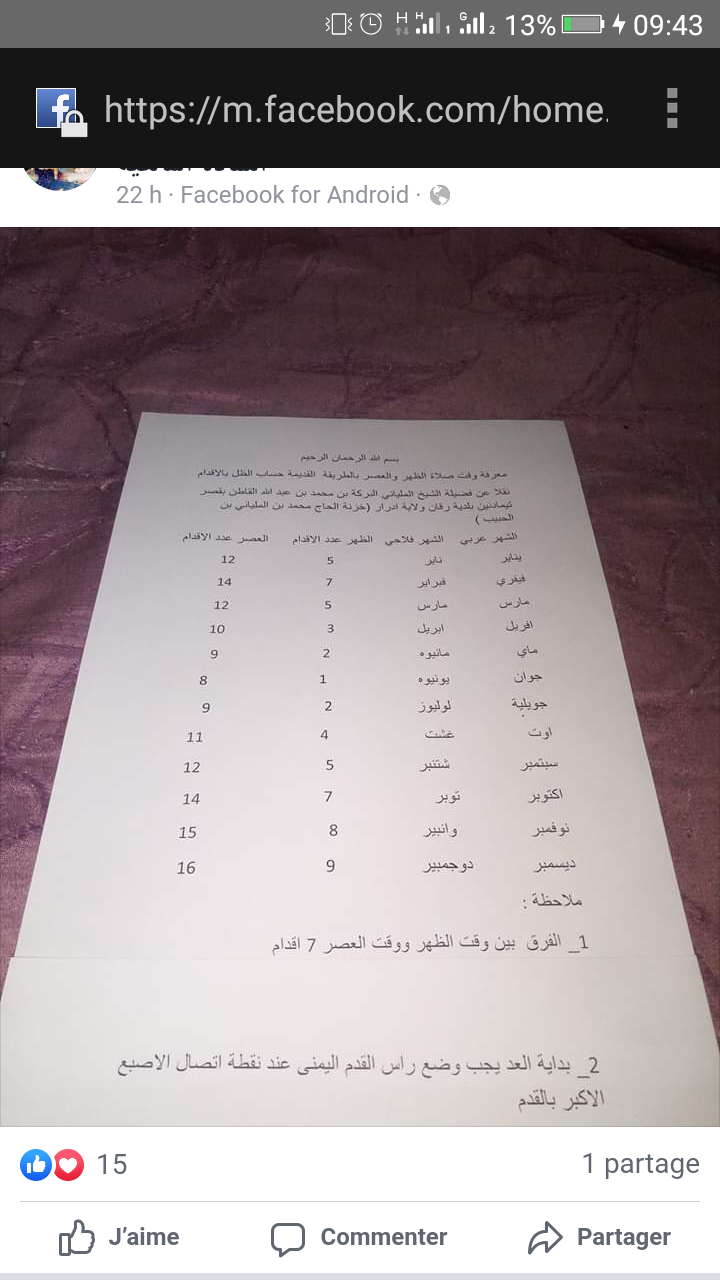 13% 09:43
https://m.facebook.com/home.
22 h · Facebook for Android ·
بسم الله الرحمان الرحيم
معرفة وقت صلاة الظهر والعصر بالطريقة القديمة حساب الظل بالاقدام
نقلا عن فضيلة الشيخ الملياني البركة بن محمد بن عبد الله القاطن بقصر
تيمادنين بلدية رقان ولاية ادرار (خزنة الحاج محمد بن الملياني بن
الحبيب )
الشهر عربي الشهر فلاحي الظهر عدد الاقدام العصر عدد الاقدام
يناير ناير 5 12
فيفري فبراير 7 14
مارس مارس 5 12
افريل ابريل 3 10
ماي مانيوه 2 9
جوان يونيوه 1 8
جويلية لوليوز 2 9
اوت غشت 4 11
سبتمبر شتنبر 5 12
اكتوبر توبر 7 14
نوفمبر وانبير 8 15
ديسمبر دوجمبير 9 16
ملاحظة :
1_ الفرق بين وقت الظهر ووقت العصر 7 اقدام
2_ بداية العد يجب وضع راس القدم اليمنى عند نقطة اتصال الاصبع
الاكبر بالقدم
15 1 partage
J’aime Commenter Partager